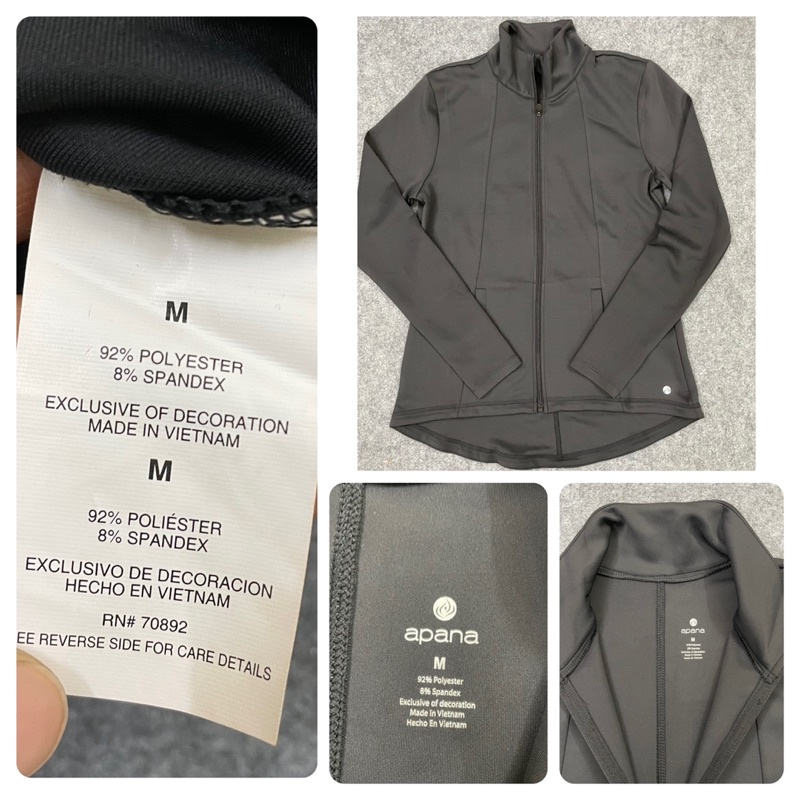 M
92% POLYESTER
8% SPANDEX
EXCLUSIVE OF DECORATION
MADE IN VIETNAM
M
92% POLIÉSTER
8% SPANDEX
EXCLUSIVO DE DECORACION
HECHO EN VIETNAM
RN# 70892
EE REVERSE SIDE FOR CARE DETAILS
apana
M
92% Polyester
8% Spandex
Exclusive of decoration
Made in Vietnam
Hecho En Vietnam
apana
M